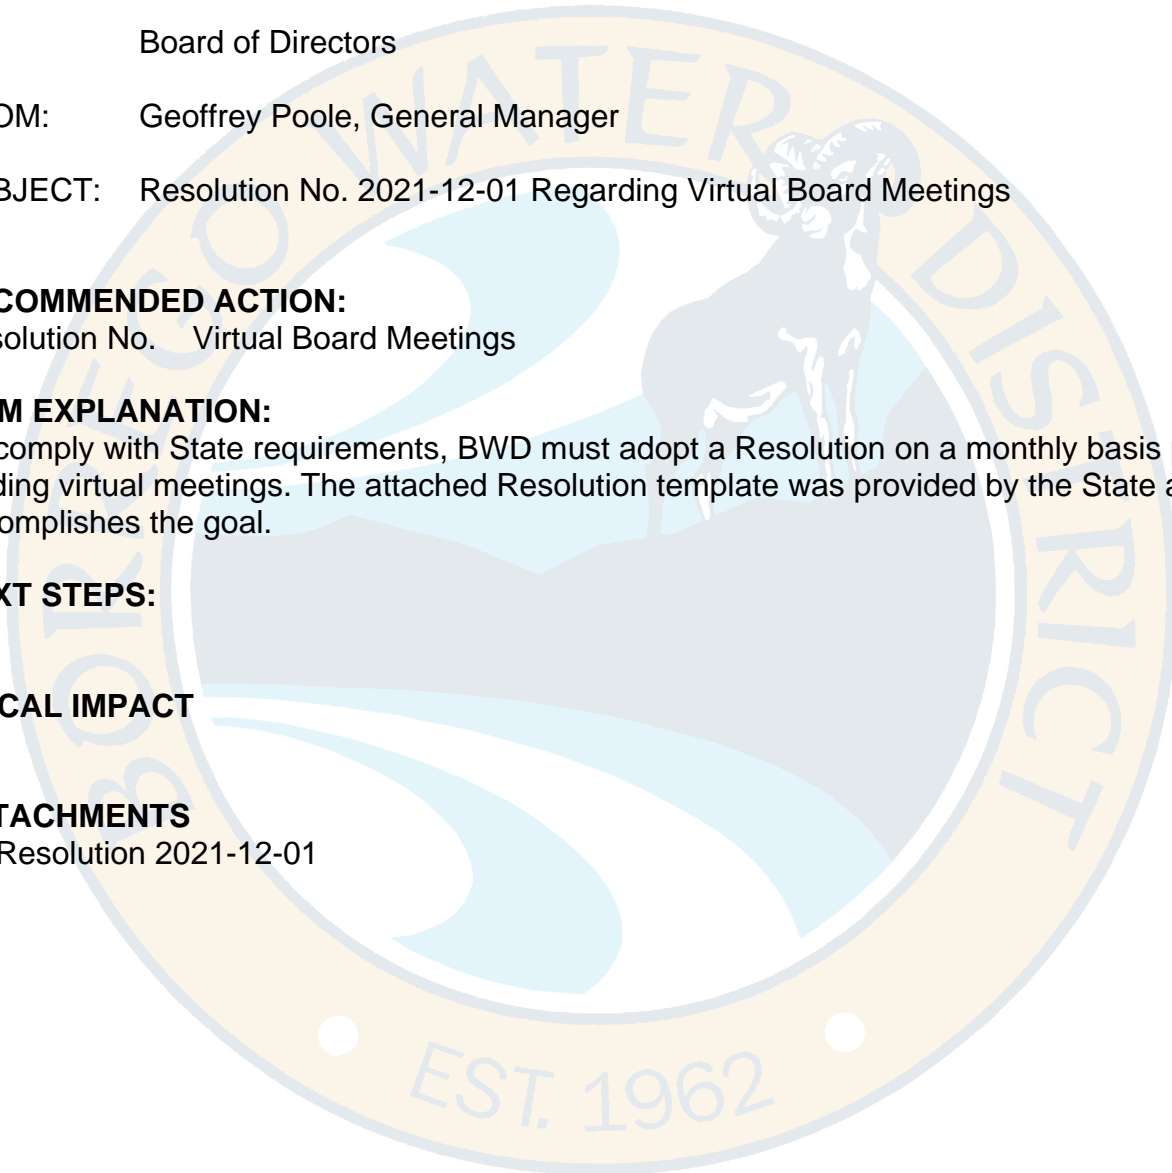 Board of Directors
OM: Geoffrey Poole, General Manager
BJECT: Resolution No. 2021-12-01 Regarding Virtual Board Meetings
COMMENDED ACTION:
solution No. Virtual Board Meetings
M EXPLANATION:
comply with State requirements, BWD must adopt a Resolution on a monthly basis
ding virtual meetings. The attached Resolution template was provided by the State a
omplishes the goal.
XT STEPS:
CAL IMPACT
TACHMENTS
Resolution 2021-12-01
BORREGO WATER DISTRICT
EST. 1962